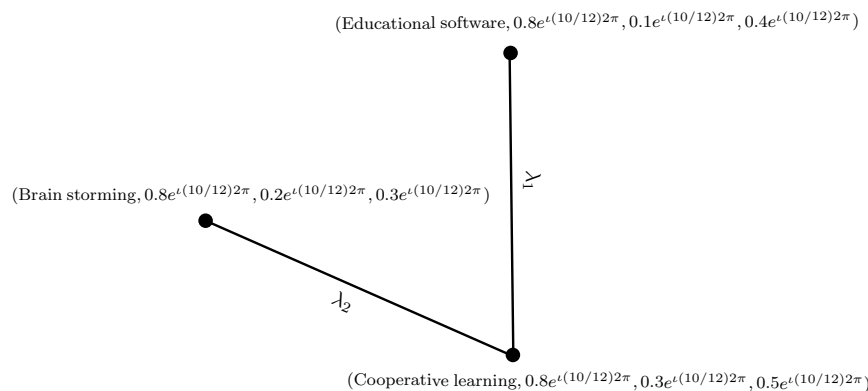 (Educational software, 0.8e^{ι(10/12)2π}, 0.1e^{ι(10/12)2π}, 0.4e^{ι(10/12)2π})
λ₁
(Brain storming, 0.8e^{ι(10/12)2π}, 0.2e^{ι(10/12)2π}, 0.3e^{ι(10/12)2π})
λ₂
(Cooperative learning, 0.8e^{ι(10/12)2π}, 0.3e^{ι(10/12)2π}, 0.5e^{ι(10/12)2π})